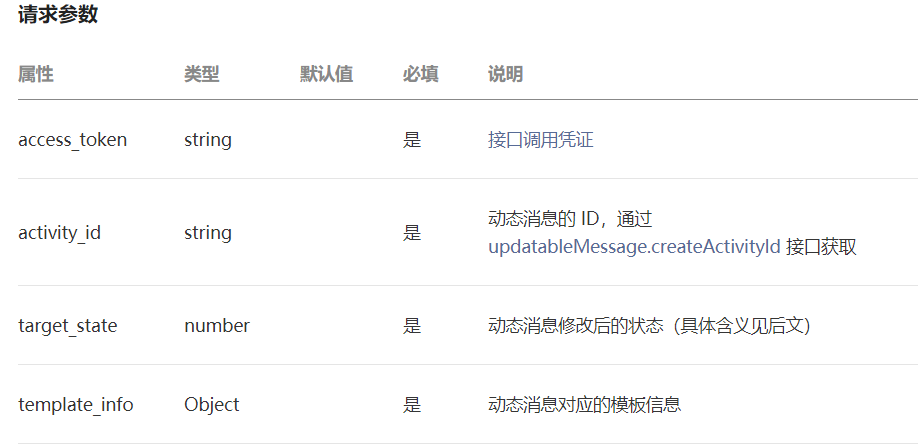 请求参数
属性 类型 默认值 必填 说明
access_token string 是 接口调用凭证
activity_id string 是 动态消息的 ID，通过
updatableMessage.createActivityId 接口获取
target_state number 是 动态消息修改后的状态（具体含义见后文）
template_info Object 是 动态消息对应的模板信息